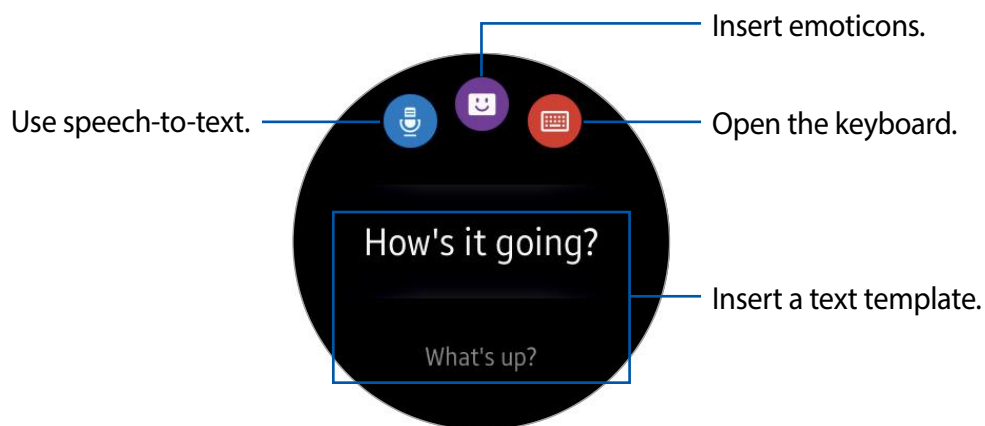 Insert emoticons.
Use speech-to-text.
Open the keyboard.
How's it going?
Insert a text template.
What's up?